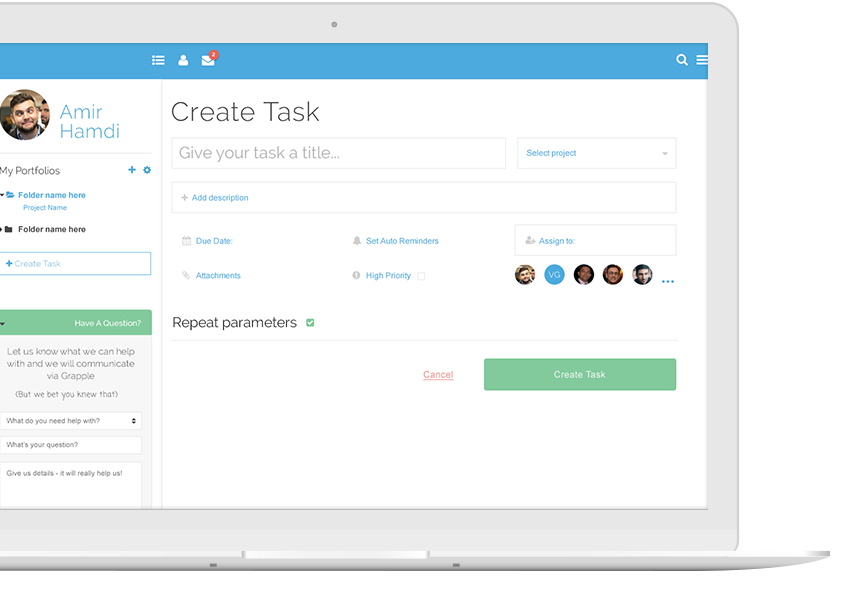 2
Amir
Hamdi
My Portfolios
Folder name here
Project Name
Folder name here
Create Task
Have A Question?
Let us know what we can help
with and we will communicate
via Grapple
(But we bet you knew that)
What do you need help with?
What's your question?
Give us details - it will really help us!
Create Task
Give your task a title...
Select project
Add description
Due Date:
Set Auto Reminders
Assign to:
Attachments
High Priority
VG
Repeat parameters
Cancel
Create Task